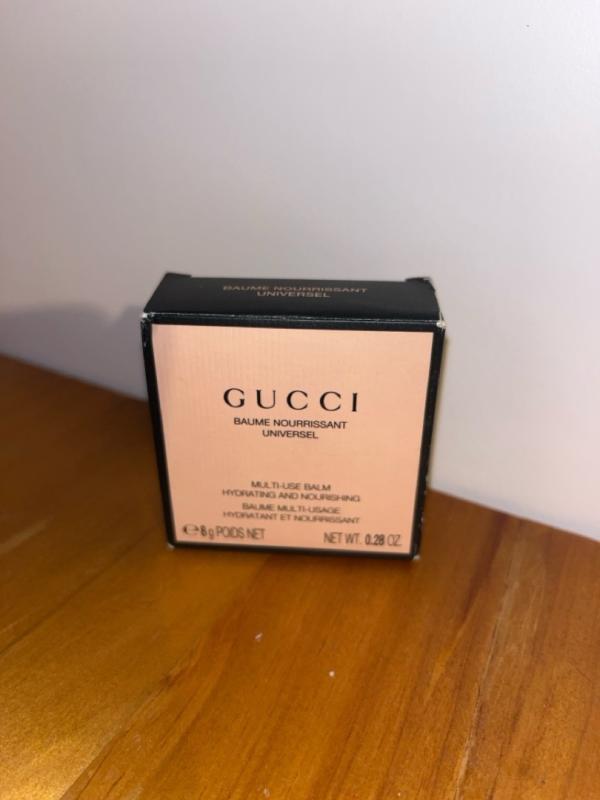 BAUME NOURRISSANT
UNIVERSEL
GUCCI
BAUME NOURRISSANT
UNIVERSEL
MULTI-USE BALM
HYDRATING AND NOURISHING
BAUME MULTI-USAGE
HYDRATANT ET NOURRISSANT
℮ 8 g POIDS NET NET WT. 0.28 OZ.